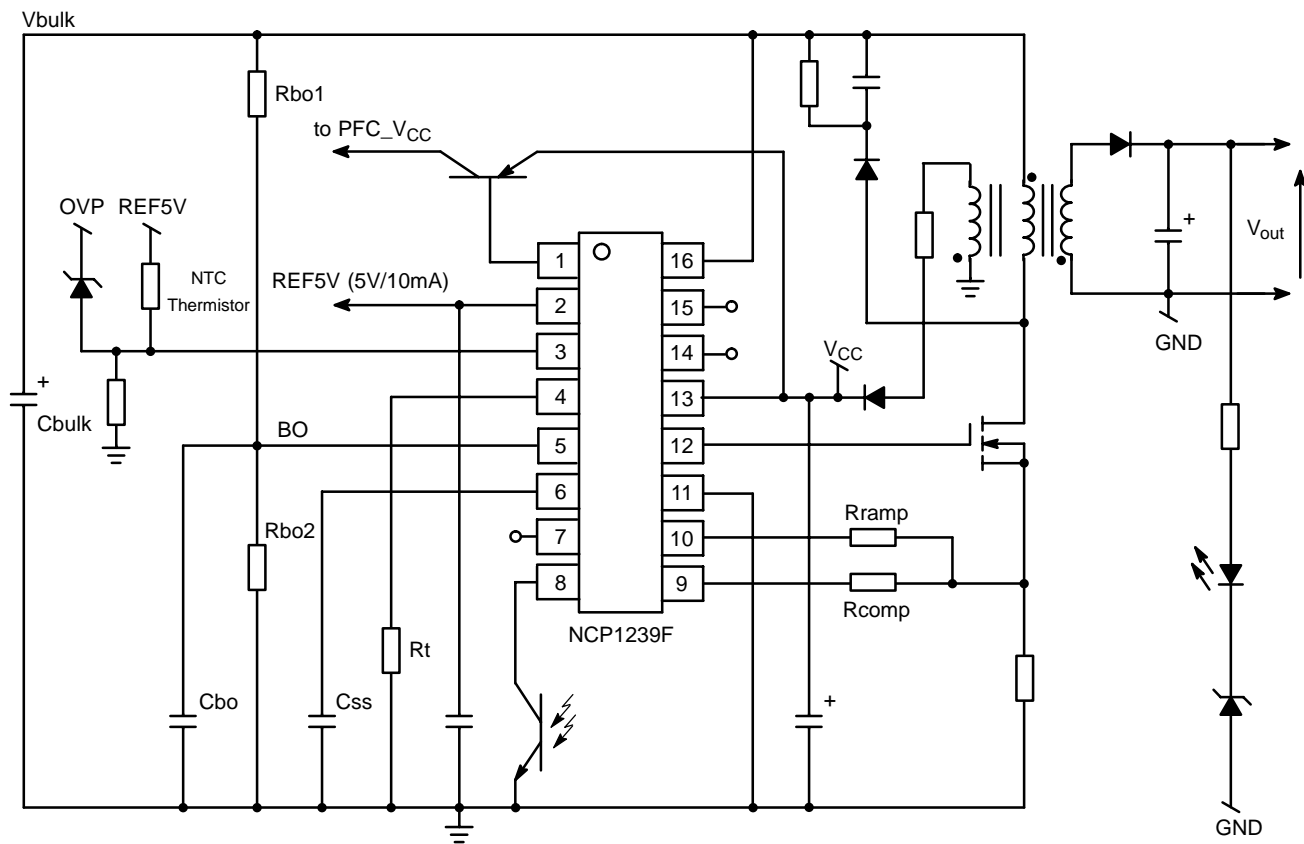 Vbulk
Rbo1
to PFC_VCC
OVP
REF5V
NTC
Thermistor
REF5V (5V/10mA)
+
Cbulk
BO
Rbo2
Cbo
Css
Rt
1
2
3
4
5
6
7
8
16
15
14
13
12
11
10
9
NCP1239F
VCC
Rramp
Rcomp
+
+
Vout
GND
GND